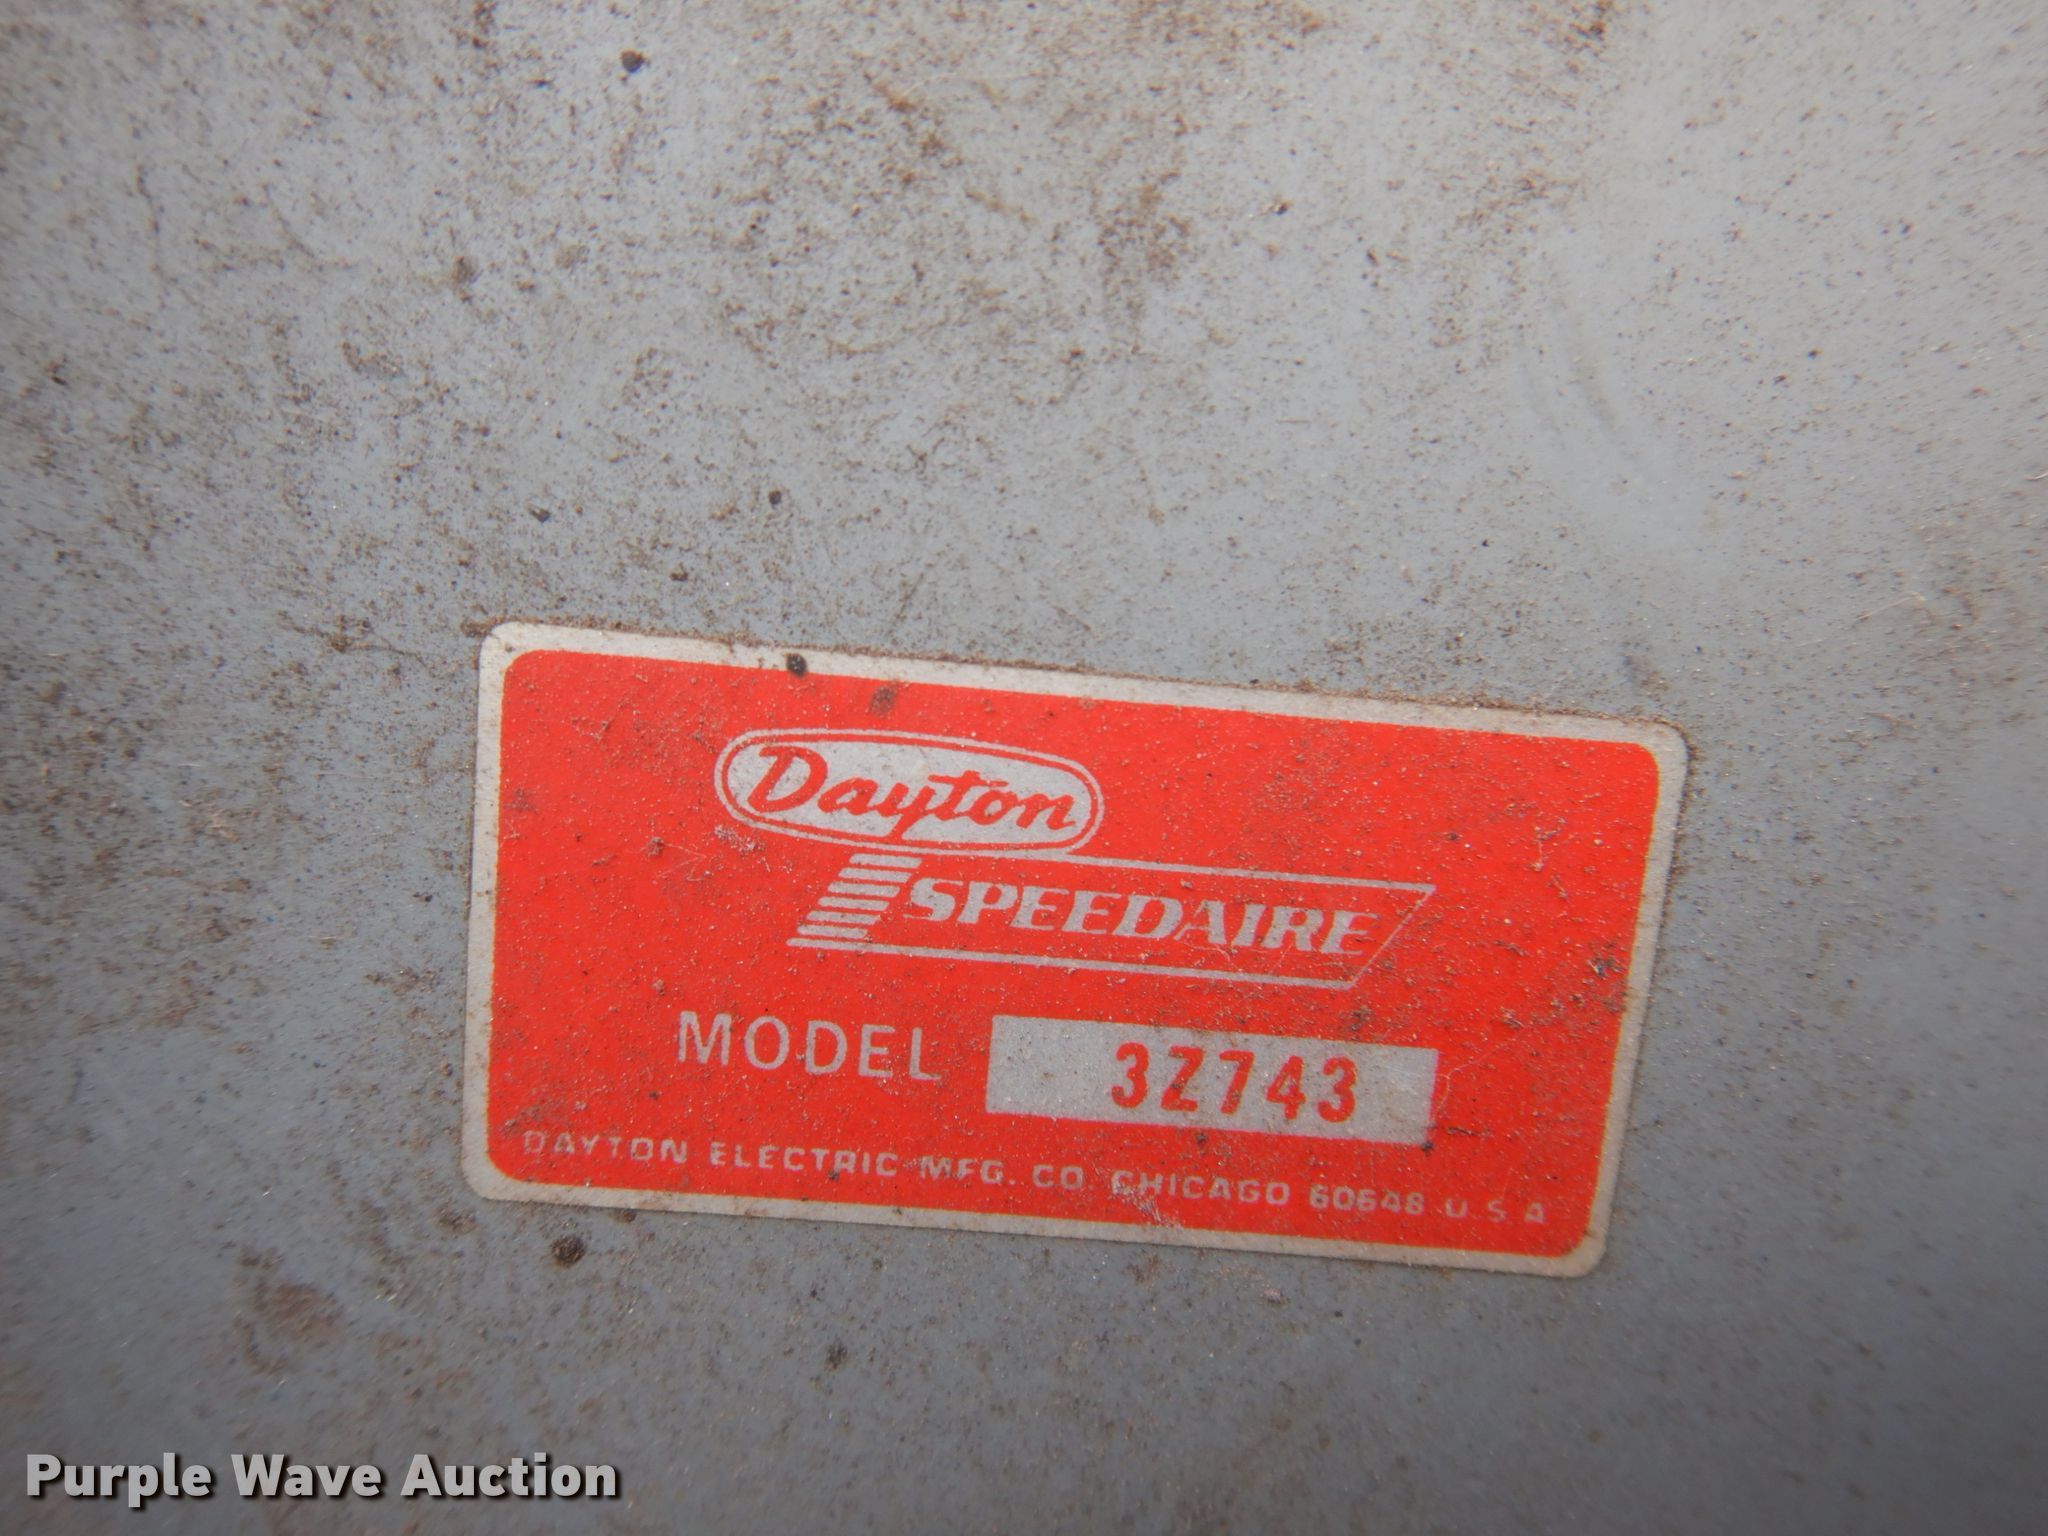 Dayton
SPEEDAIRE
MODEL 3Z743
DAYTON ELECTRIC MFG. CO. CHICAGO 60648 U.S.A
Purple Wave Auction